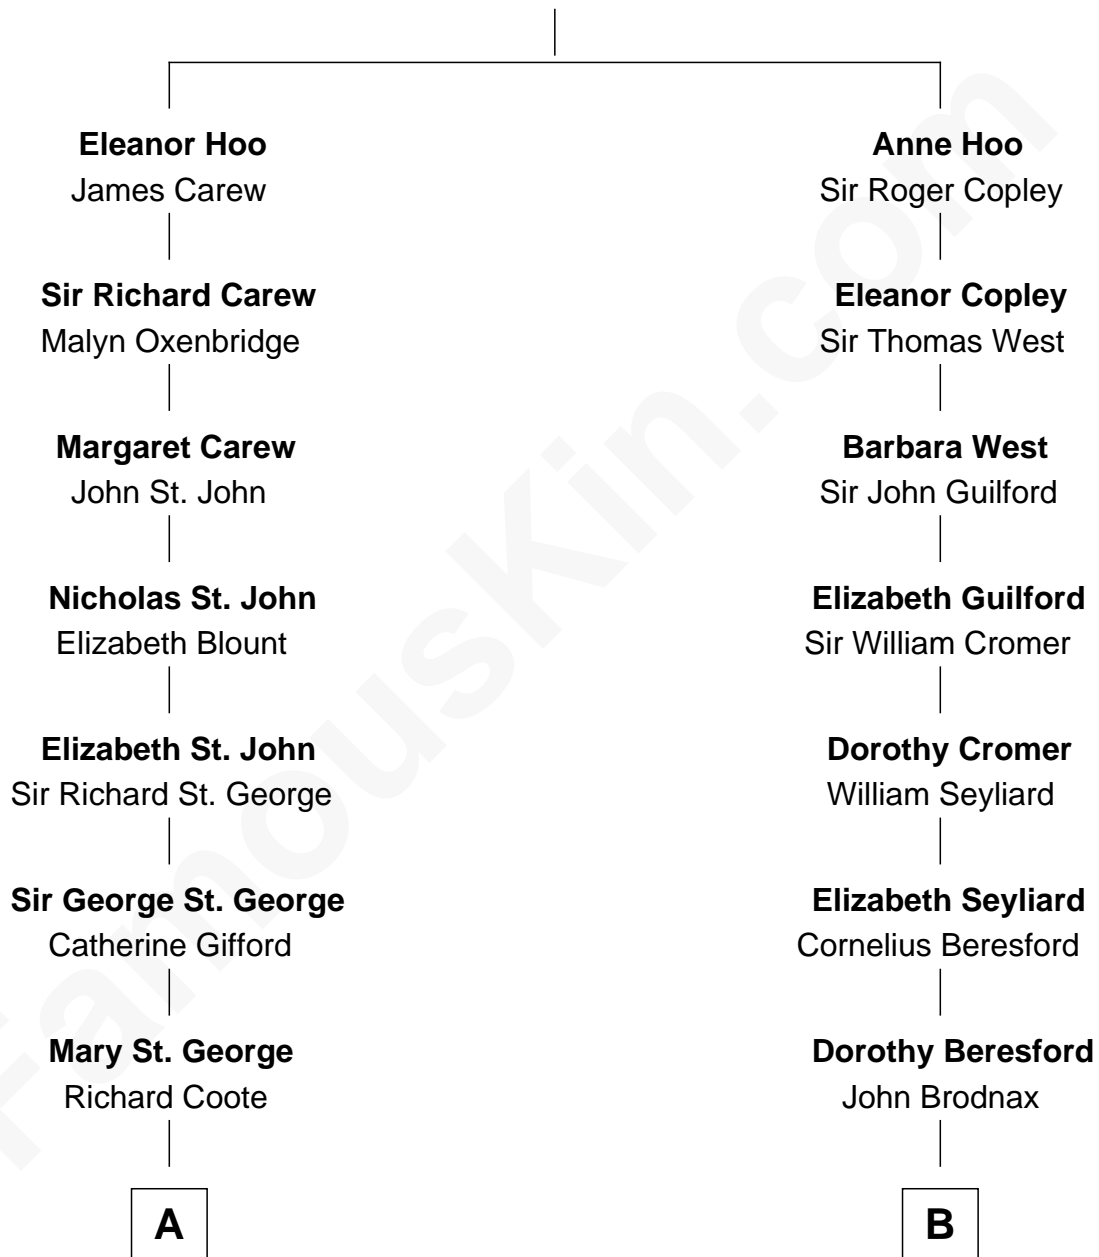 Eleanor Hoo
James Carew
Sir Richard Carew
Malyn Oxenbridge
Margaret Carew
John St. John
Nicholas St. John
Elizabeth Blount
Elizabeth St. John
Sir Richard St. George
Sir George St. George
Catherine Gifford
Mary St. George
Richard Coote
A
Anne Hoo
Sir Roger Copley
Eleanor Copley
Sir Thomas West
Barbara West
Sir John Guilford
Elizabeth Guilford
Sir William Cromer
Dorothy Cromer
William Seyliard
Elizabeth Seyliard
Cornelius Beresford
Dorothy Beresford
John Brodnax
B
FamousKin.com